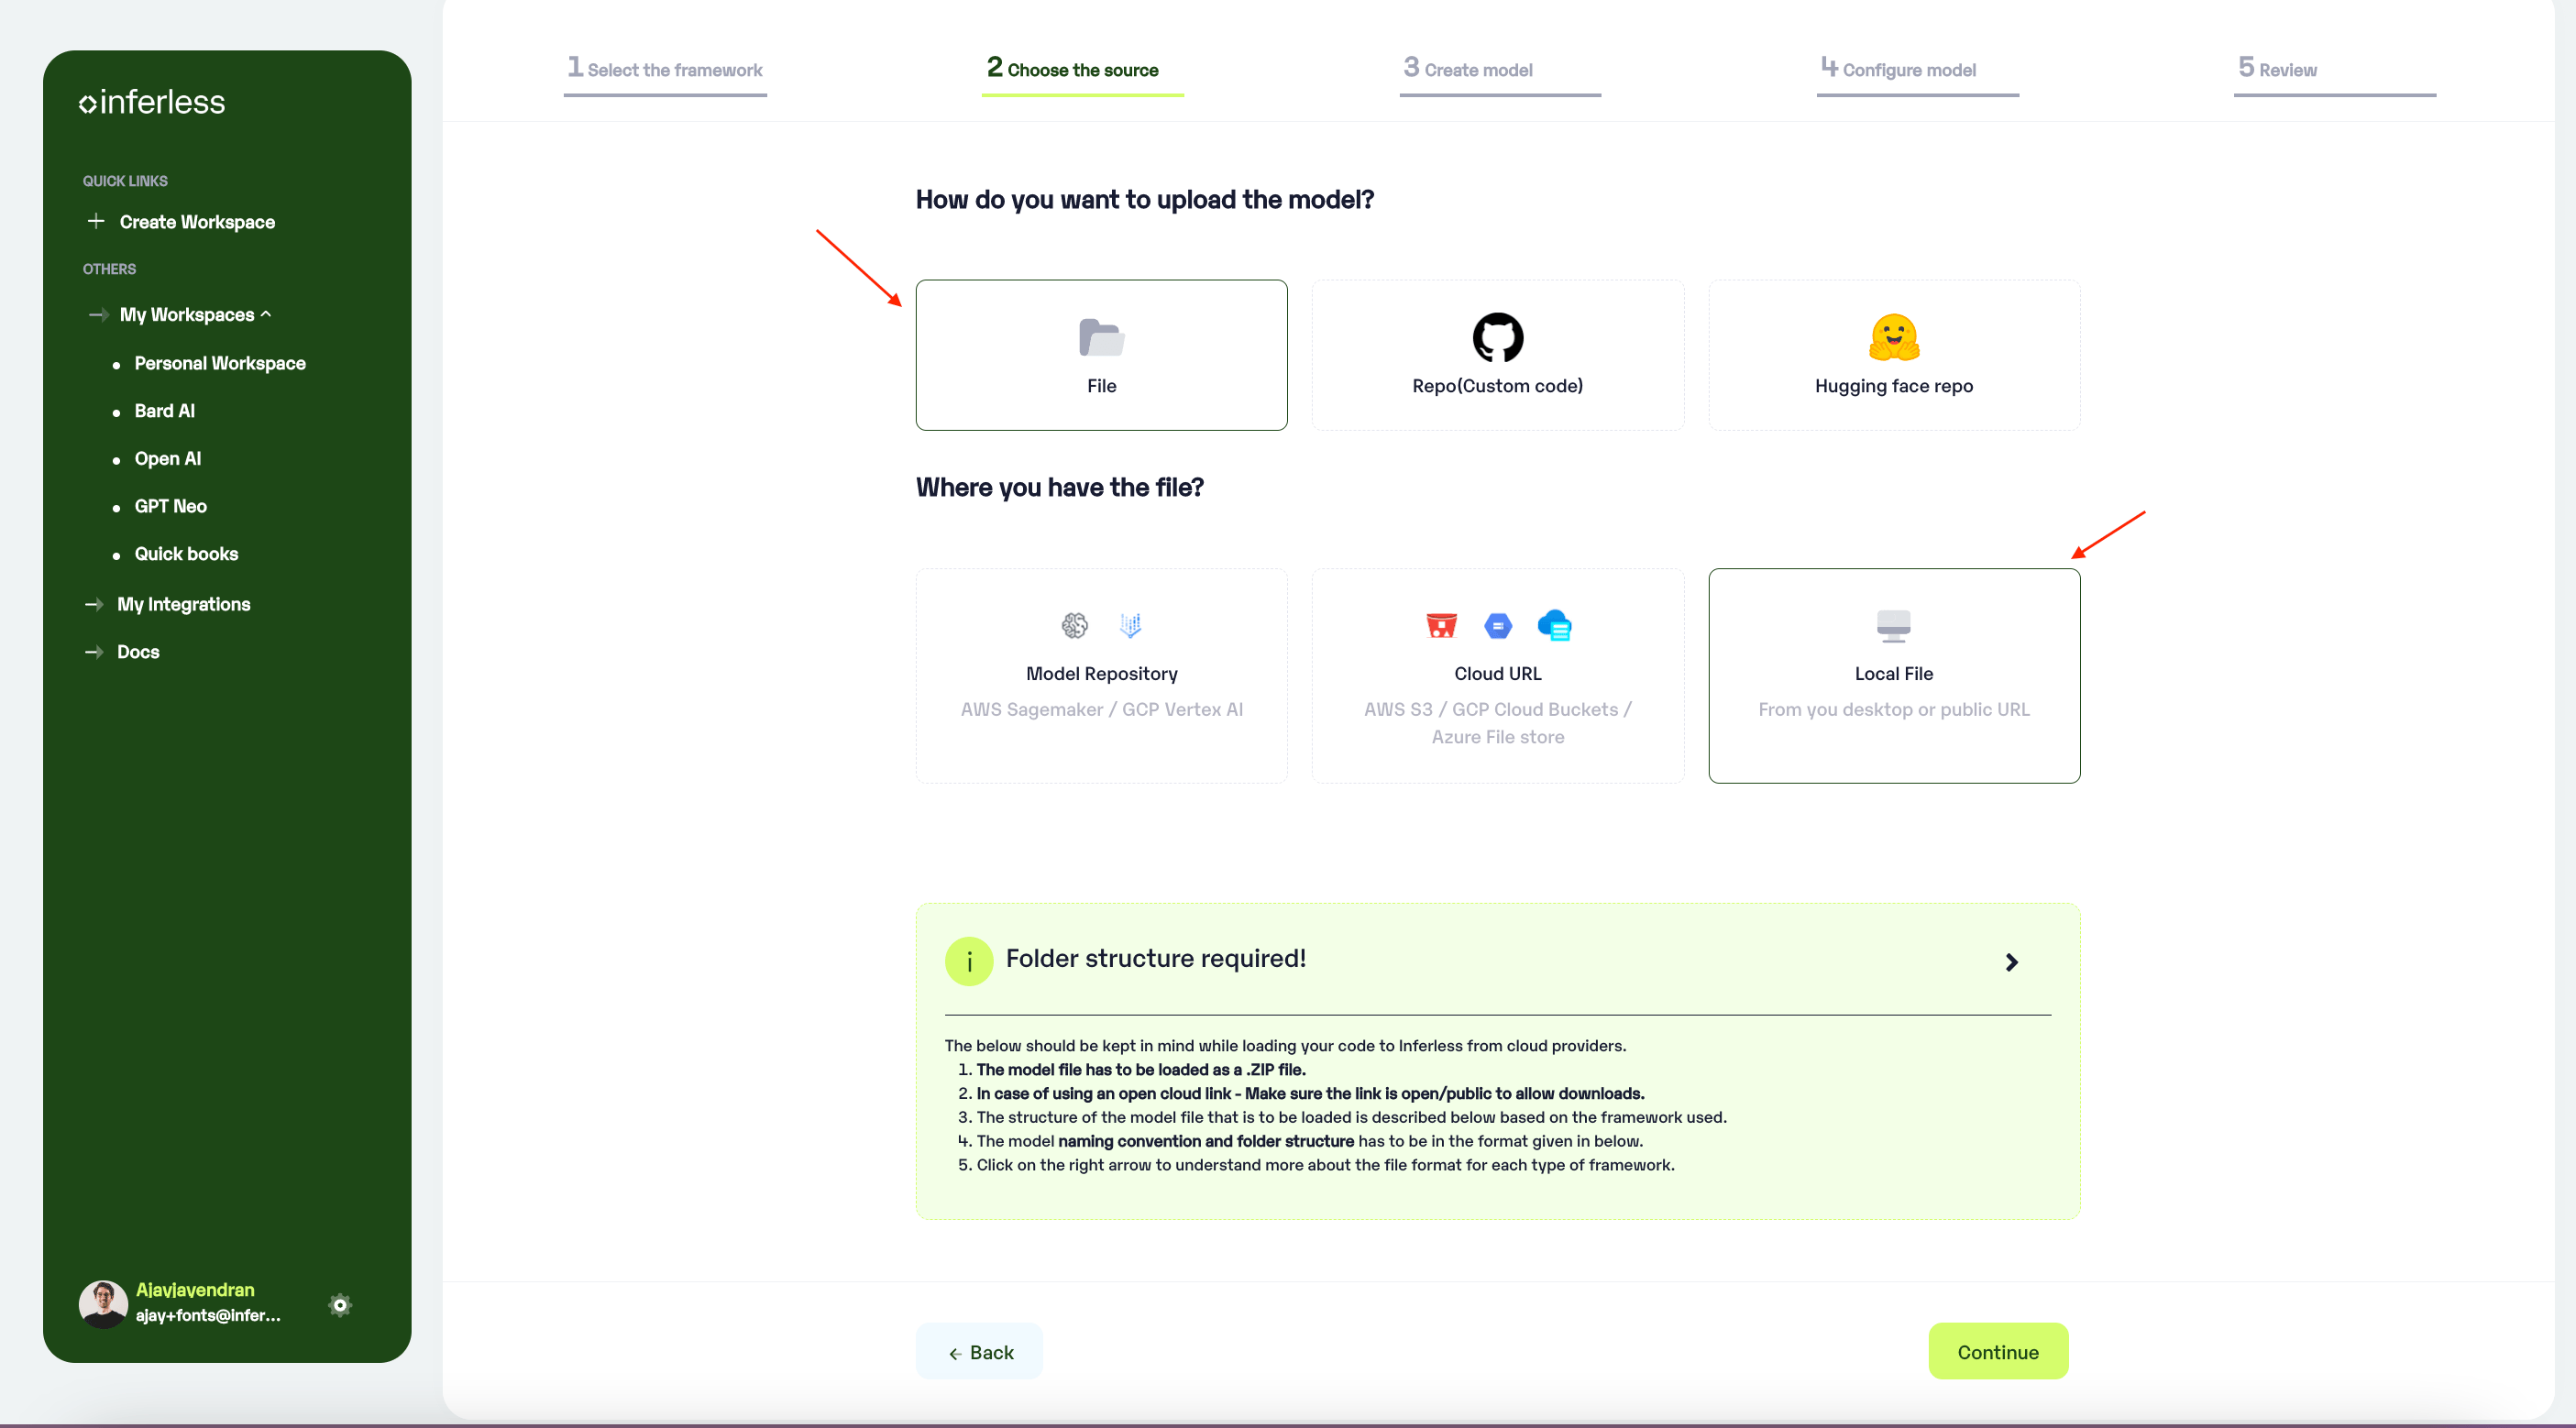 inferless
QUICK LINKS
Create Workspace
OTHERS
My Workspaces
Personal Workspace
Bard AI
Open AI
GPT Neo
Quick books
My Integrations
Docs
Ajayjayendran
ajay+fonts@infer...
1 Select the framework
2 Choose the source
3 Create model
4 Configure model
5 Review
How do you want to upload the model?
File
Repo(Custom code)
Hugging face repo
Where you have the file?
Model Repository
AWS Sagemaker / GCP Vertex AI
Cloud URL
AWS S3 / GCP Cloud Buckets /
Azure File store
Local File
From you desktop or public URL
i Folder structure required!
The below should be kept in mind while loading your code to Inferless from cloud providers.
1. The model file has to be loaded as a .ZIP file.
2. In case of using an open cloud link - Make sure the link is open/public to allow downloads.
3. The structure of the model file that is to be loaded is described below based on the framework used.
4. The model naming convention and folder structure has to be in the format given in below.
5. Click on the right arrow to understand more about the file format for each type of framework.
Back
Continue